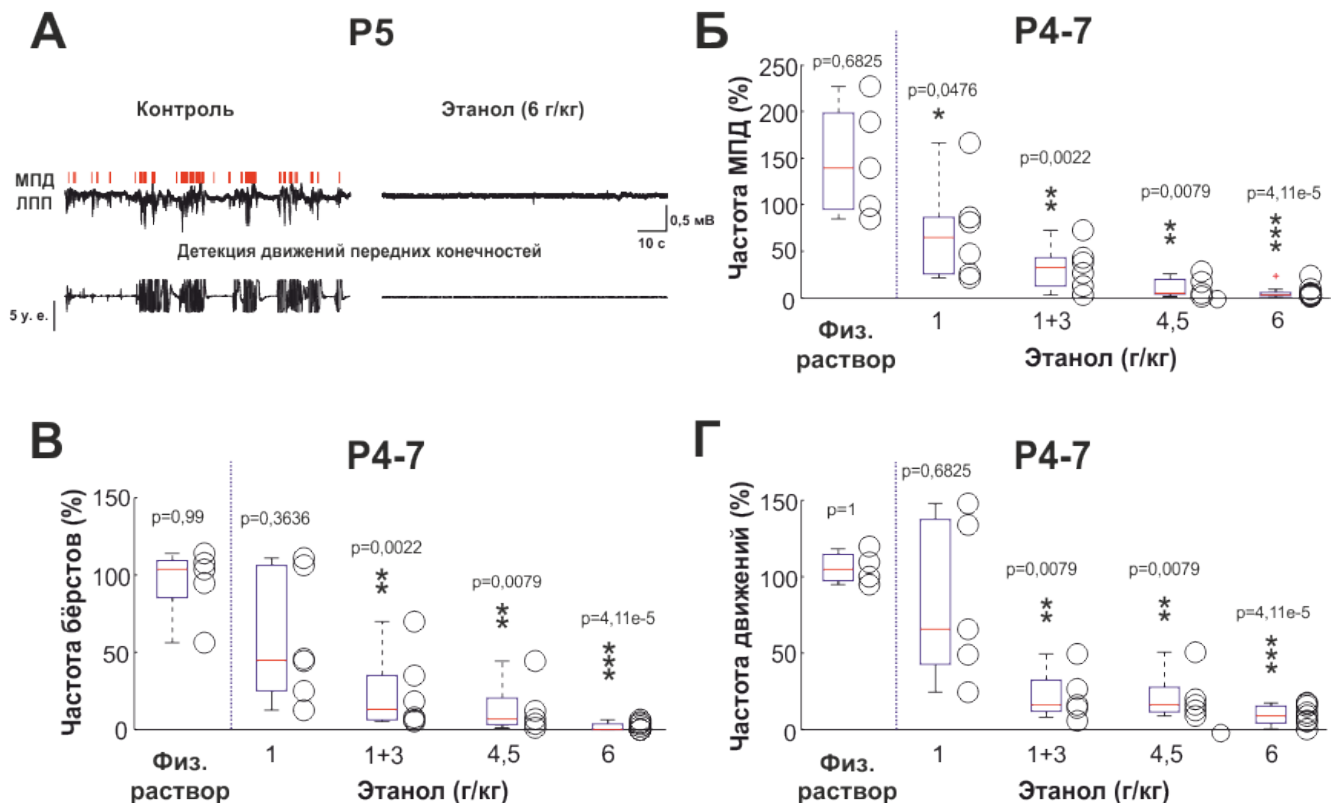 А
P5
Контроль
Этанол (6 г/кг)
МПД
ЛПП
0,5 мВ
10 с
Детекция движений передних конечностей
5 у. е.
Б
P4-7
Частота МПД (%)
250
200
150
100
50
0
p=0,6825
p=0,0476
*
p=0,0022
**
p=0,0079
**
p=4,11e-5
***
Физ.
раствор
1
1+3
4,5
6
Этанол (г/кг)
В
P4-7
Частота бёрстов (%)
150
100
50
0
p=0,99
p=0,3636
p=0,0022
**
p=0,0079
**
p=4,11e-5
***
Физ.
раствор
1
1+3
4,5
6
Этанол (г/кг)
Г
P4-7
Частота движений (%)
150
100
50
0
p=1
p=0,6825
p=0,0079
**
p=0,0079
**
p=4,11e-5
***
Физ.
раствор
1
1+3
4,5
6
Этанол (г/кг)